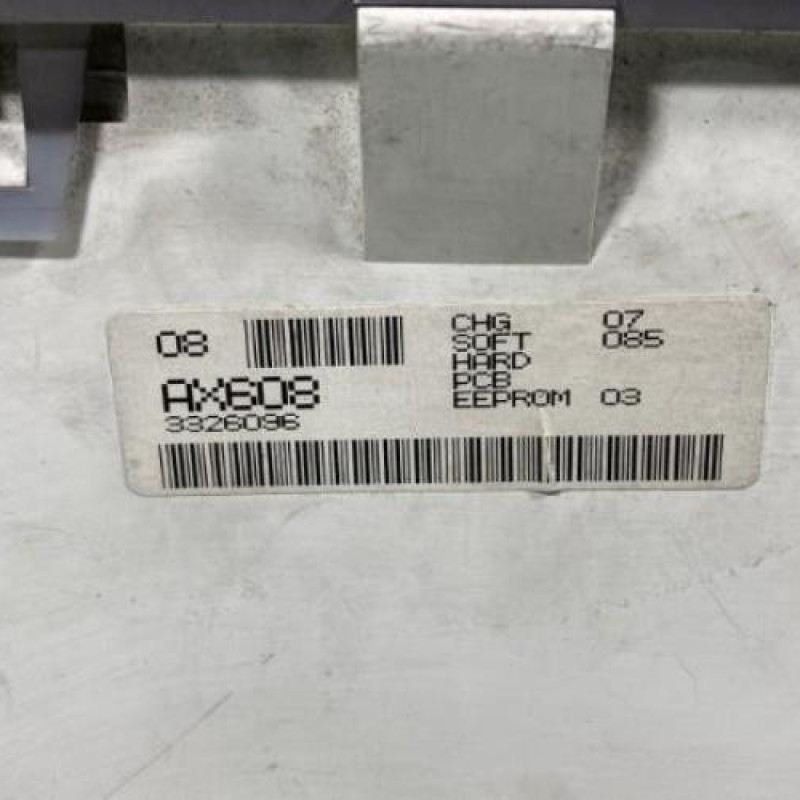 08
AX608
3326096
CHG 07
SOFT 085
HARD
PCB
EEPROM 03